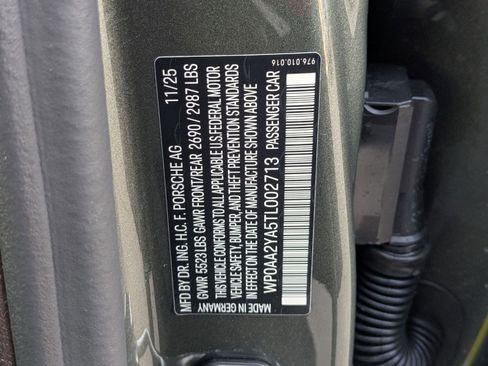 MFD BY DR. ING. H.C. F. PORSCHE AG 11/25
GVWR 5523 LBS GAWR FRONT/REAR 2690 / 2987 LBS
THIS VEHICLE CONFORMS TO ALL APPLICABLE U.S. FEDERAL MOTOR
VEHICLE SAFETY, BUMPER, AND THEFT PREVENTION STANDARDS
IN EFFECT ON THE DATE OF MANUFACTURE SHOWN ABOVE
WP0AA2YA5TL002713 PASSENGER CAR
MADE IN GERMANY
976.010.016